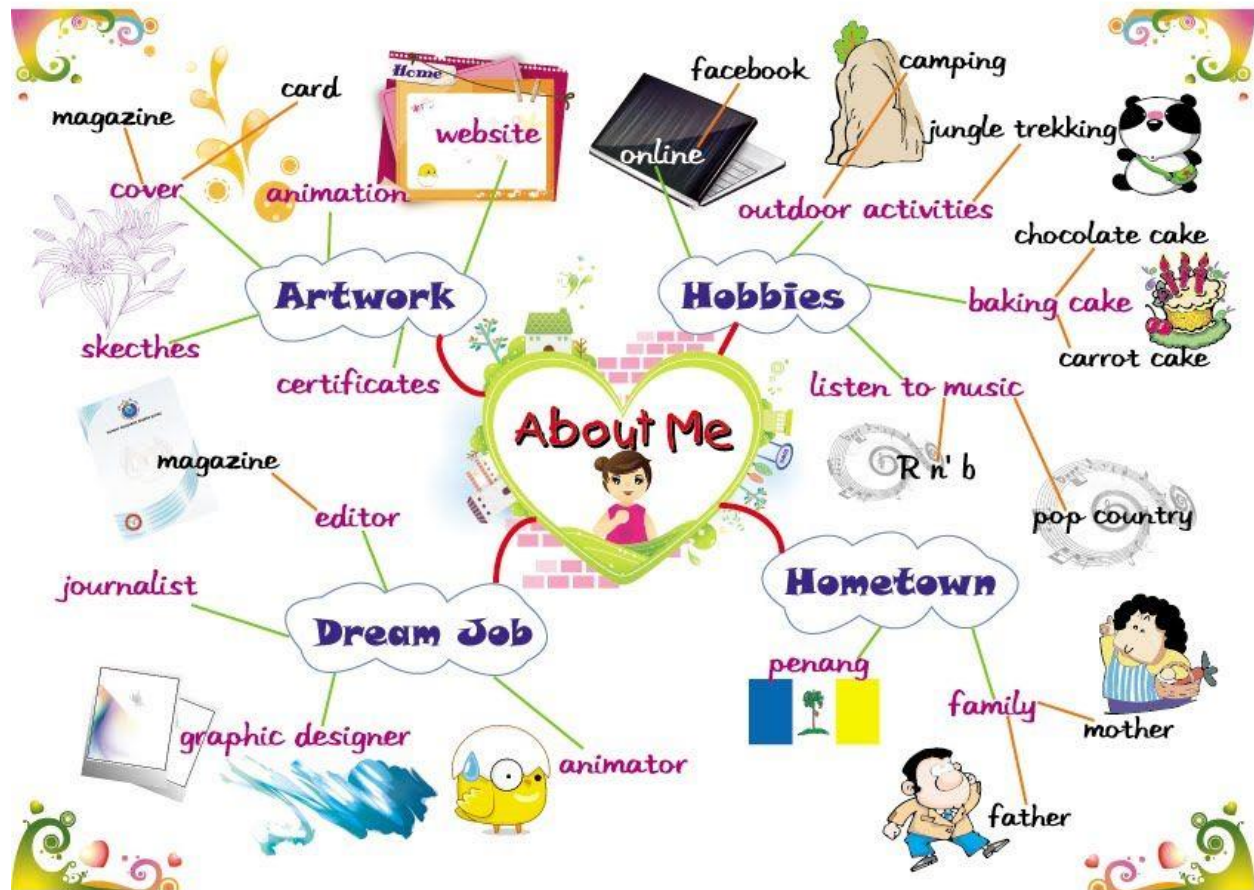 About Me
Artwork
cover
magazine
card
animation
Home
website
skecthes
certificates
Hobbies
online
facebook
outdoor activities
camping
jungle trekking
baking cake
chocolate cake
carrot cake
listen to music
R n' b
pop country
Dream Job
editor
magazine
journalist
graphic designer
animator
Hometown
penang
family
mother
father